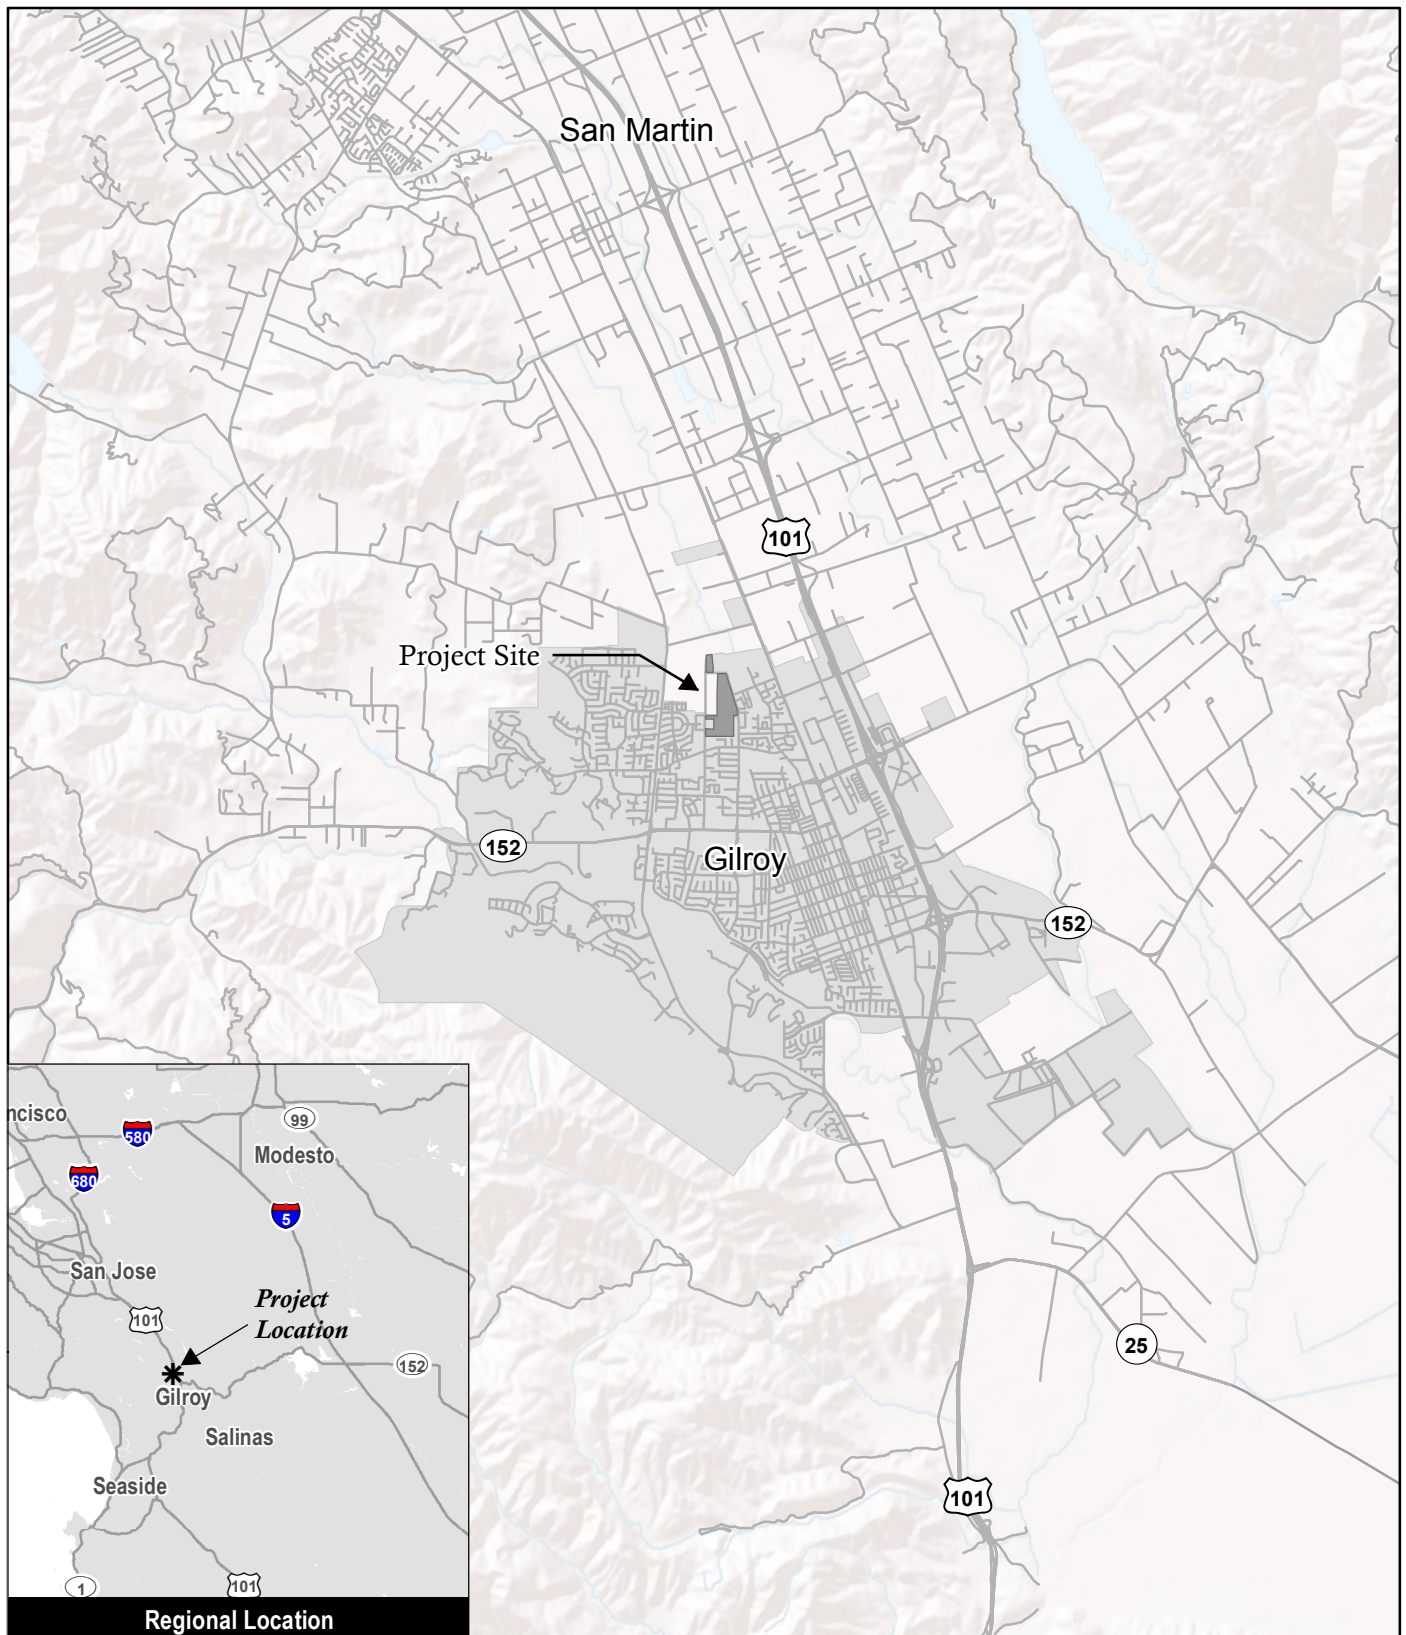 San Martin
101
Project Site
152
Gilroy
152
ncisco
580
99
Modesto
680
5
San Jose
Project
Location
101
152
Gilroy
Salinas
Seaside
1
101
Regional Location
25
101